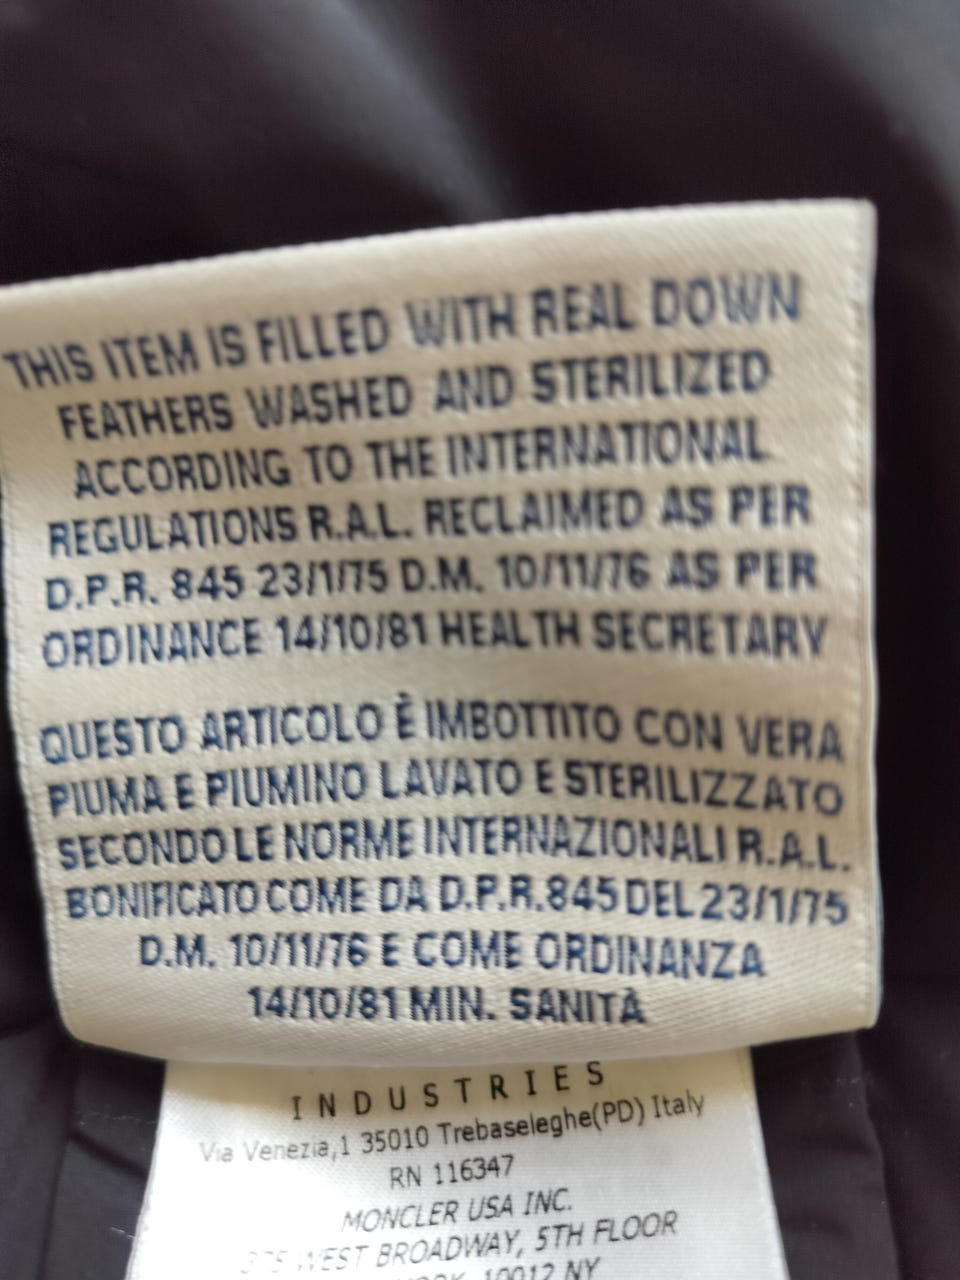 THIS ITEM IS FILLED WITH REAL DOWN
FEATHERS WASHED AND STERILIZED
ACCORDING TO THE INTERNATIONAL
REGULATIONS R.A.L. RECLAIMED AS PER
D.P.R. 845 23/1/75 D.M. 10/11/76 AS PER
ORDINANCE 14/10/81 HEALTH SECRETARY
QUESTO ARTICOLO È IMBOTTITO CON VERA
PIUMA E PIUMINO LAVATO E STERILIZZATO
SECONDO LE NORME INTERNAZIONALI R.A.L.
BONIFICATO COME DA D.P.R. 845 DEL 23/1/75
D.M. 10/11/76 E COME ORDINANZA
14/10/81 MIN. SANITÀ
INDUSTRIES
Via Venezia,1 35010 Trebaseleghe(PD) Italy
RN 116347
MONCLER USA INC.
WEST BROADWAY, 5TH FLOOR
10012 NY